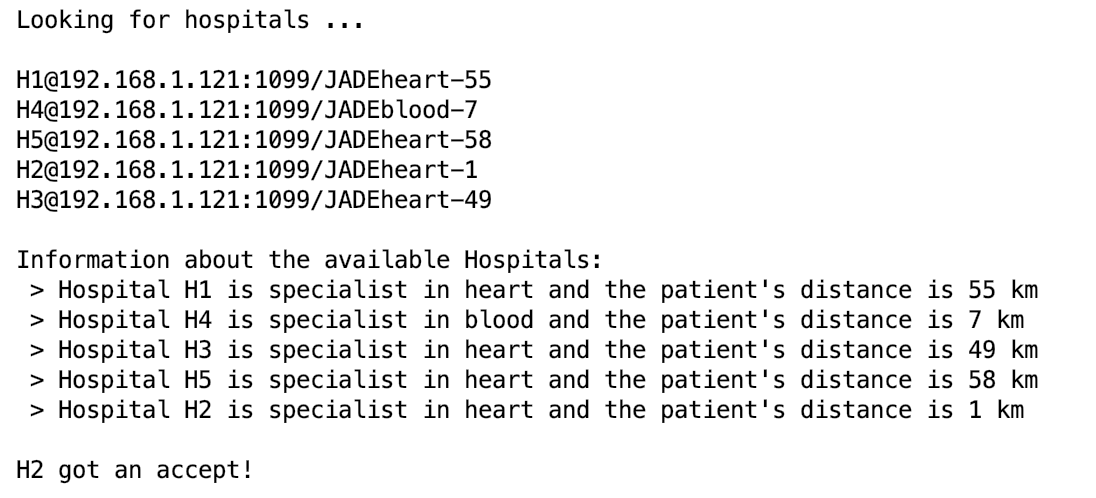 Looking for hospitals ...
H1@192.168.1.121:1099/JADEheart-55
H4@192.168.1.121:1099/JADEblood-7
H5@192.168.1.121:1099/JADEheart-58
H2@192.168.1.121:1099/JADEheart-1
H3@192.168.1.121:1099/JADEheart-49
Information about the available Hospitals:
> Hospital H1 is specialist in heart and the patient's distance is 55 km
> Hospital H4 is specialist in blood and the patient's distance is 7 km
> Hospital H3 is specialist in heart and the patient's distance is 49 km
> Hospital H5 is specialist in heart and the patient's distance is 58 km
> Hospital H2 is specialist in heart and the patient's distance is 1 km
H2 got an accept!